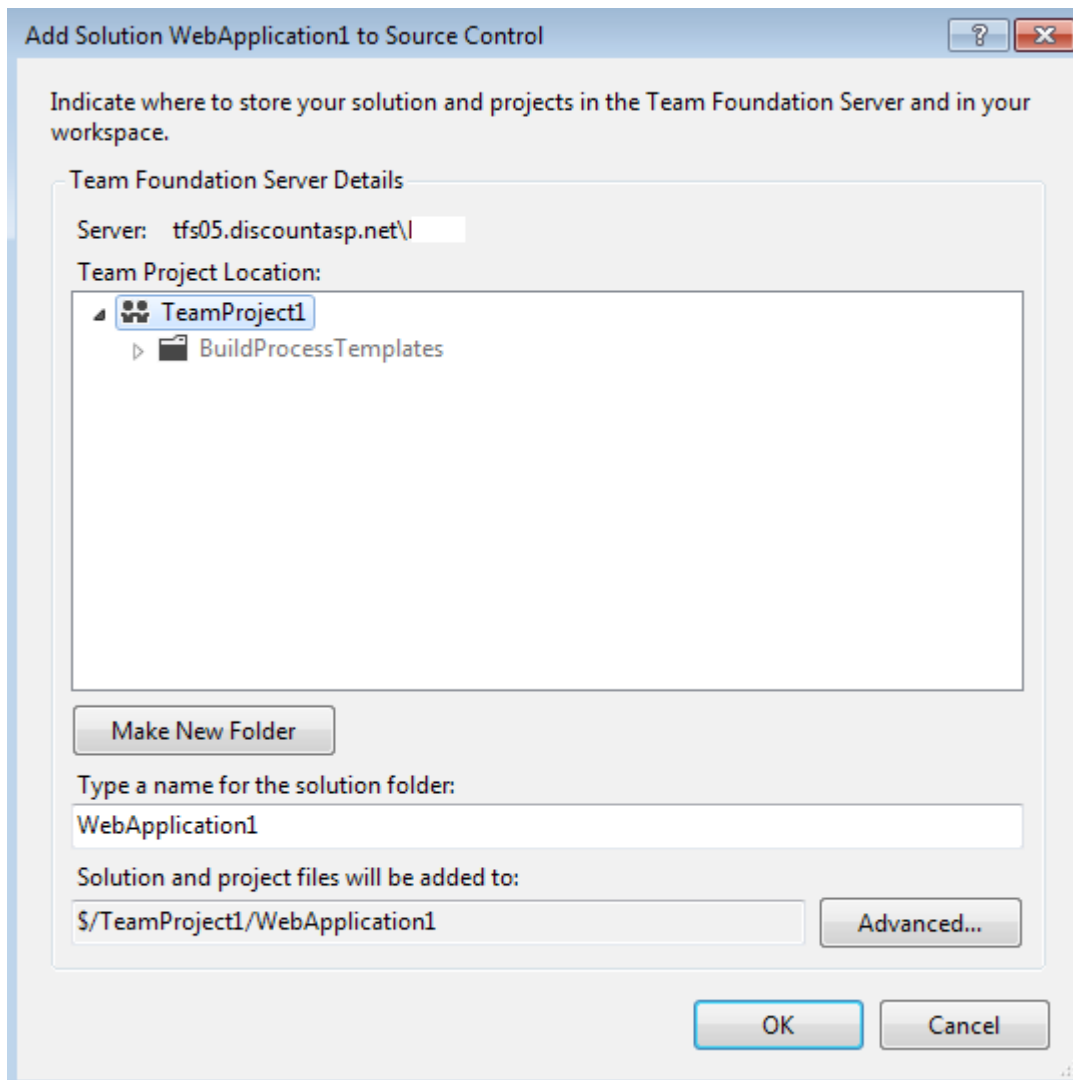 Add Solution WebApplication1 to Source Control
Indicate where to store your solution and projects in the Team Foundation Server and in your
workspace.
Team Foundation Server Details
Server: tfs05.discountasp.net\l
Team Project Location:
TeamProject1
BuildProcessTemplates
Make New Folder
Type a name for the solution folder:
WebApplication1
Solution and project files will be added to:
$/TeamProject1/WebApplication1
Advanced...
OK
Cancel